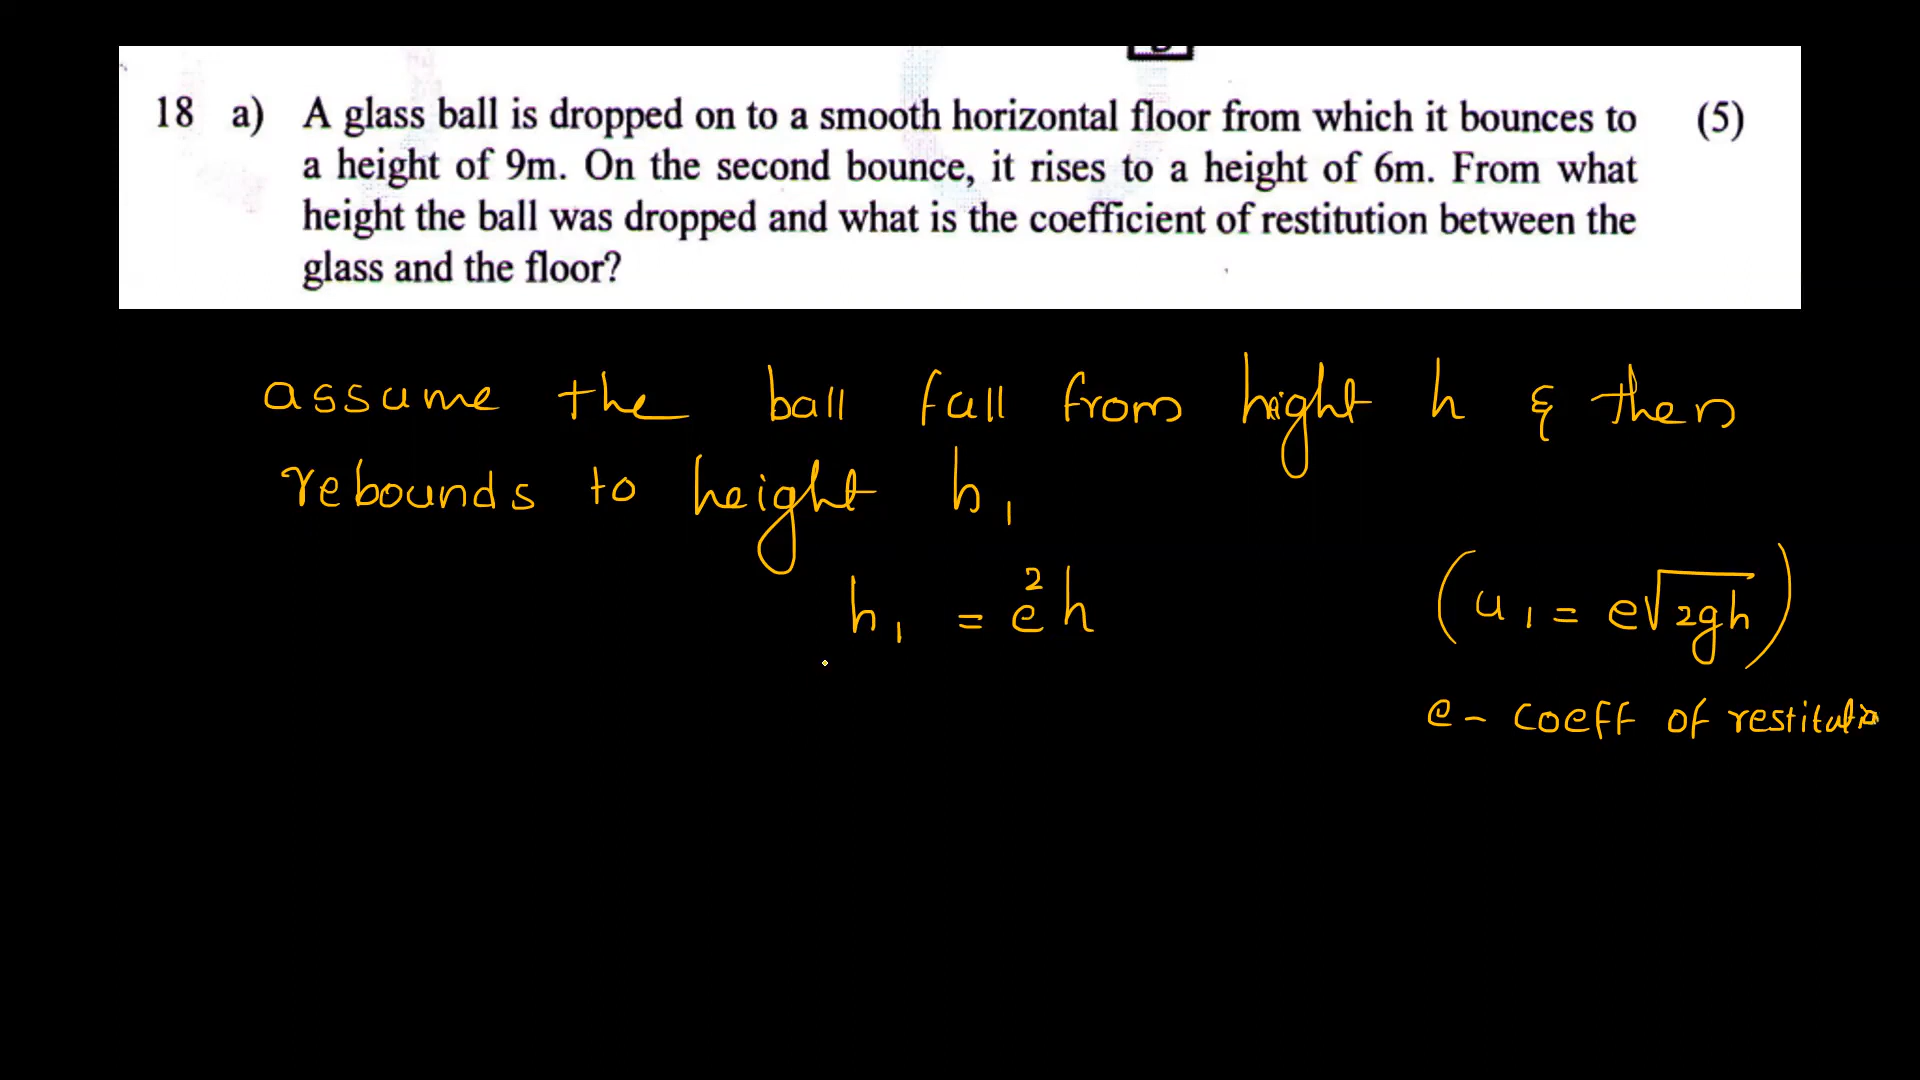 18 a) A glass ball is dropped on to a smooth horizontal floor from which it bounces to (5)
a height of 9m. On the second bounce, it rises to a height of 6m. From what
height the ball was dropped and what is the coefficient of restitution between the
glass and the floor?
assume the ball fall from height h & then
rebounds to height h₁
h₁ = e²h (u₁ = e√2gh)
e - coeff of restitution